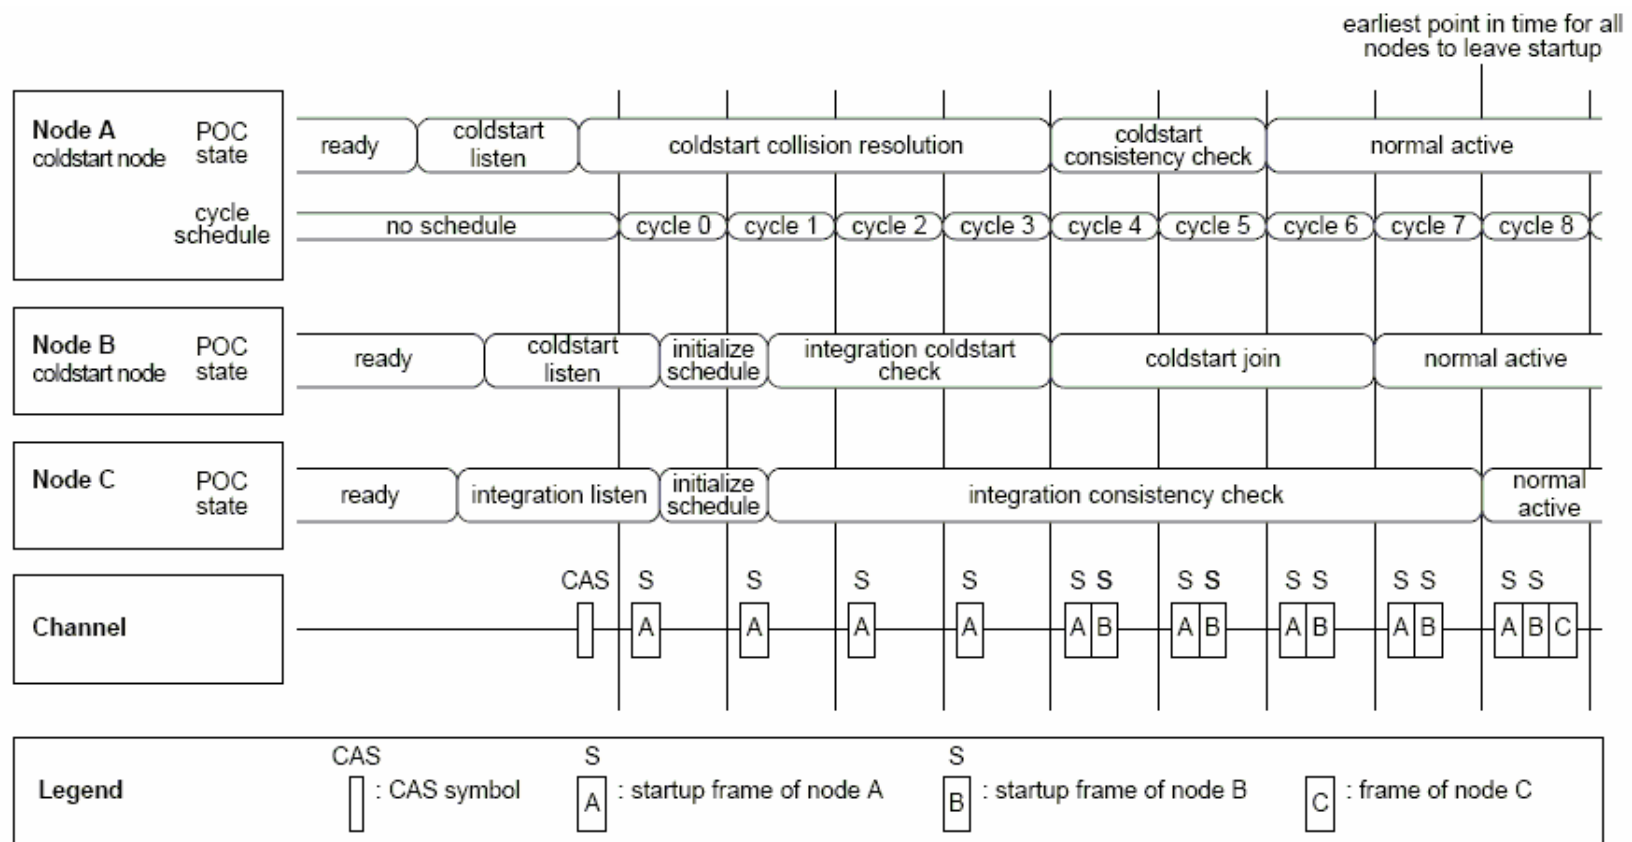 earliest point in time for all
nodes to leave startup
Node A
coldstart node
POC
state
ready
coldstart
listen
coldstart collision resolution
coldstart
consistency check
normal active
cycle
schedule
no schedule
cycle 0
cycle 1
cycle 2
cycle 3
cycle 4
cycle 5
cycle 6
cycle 7
cycle 8
Node B
coldstart node
POC
state
ready
coldstart
listen
initialize
schedule
integration coldstart
check
coldstart join
normal active
Node C
POC
state
ready
integration listen
initialize
schedule
integration consistency check
normal
active
CAS S S S S S S S S S S S S S S
Channel
A A A A A B A B A B A B A B C
CAS S S
Legend
: CAS symbol
A : startup frame of node A
B : startup frame of node B
C : frame of node C